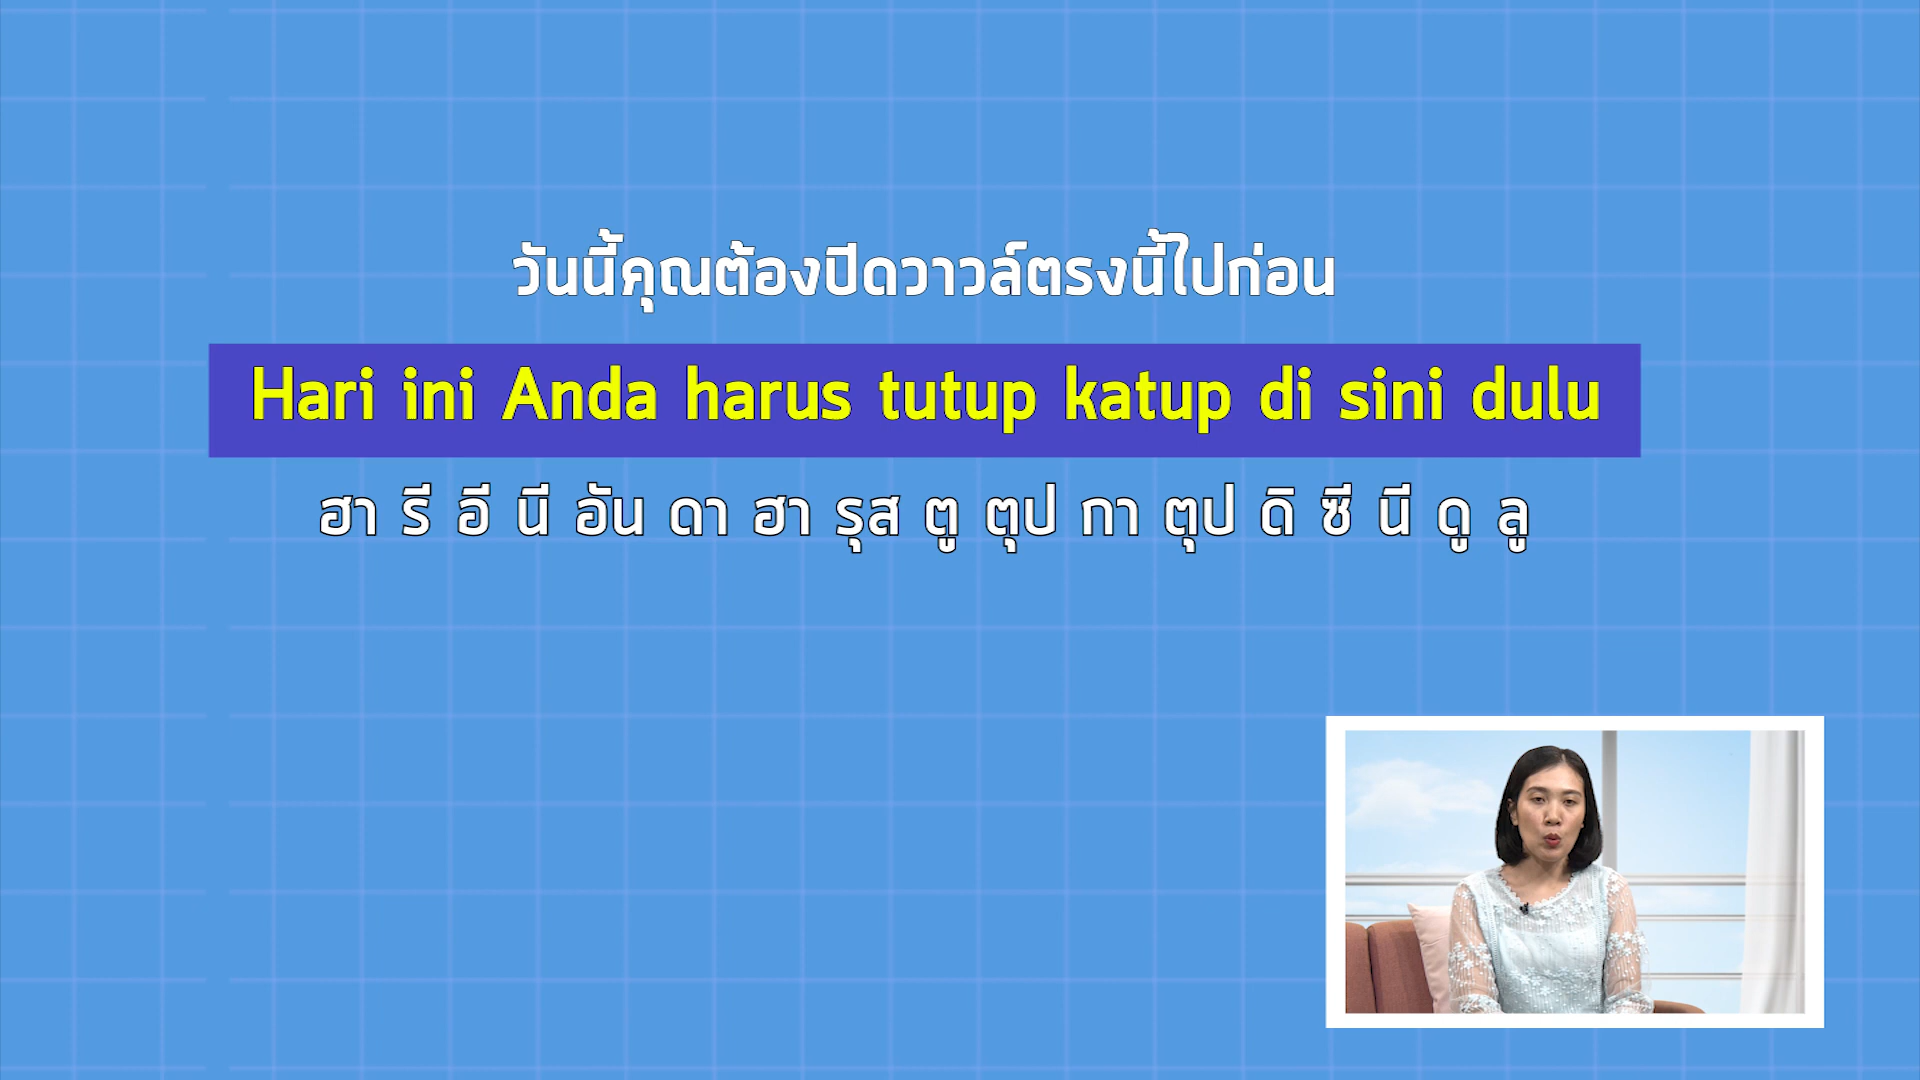 วันนี้คุณต้องปิดวาวล์ตรงนี้ไปก่อน
Hari ini Anda harus tutup katup di sini dulu
ฮา รี อี นี อัน ดา ฮา รุส ตู ตุป กา ตุป ดิ ซี นี ดู ลู